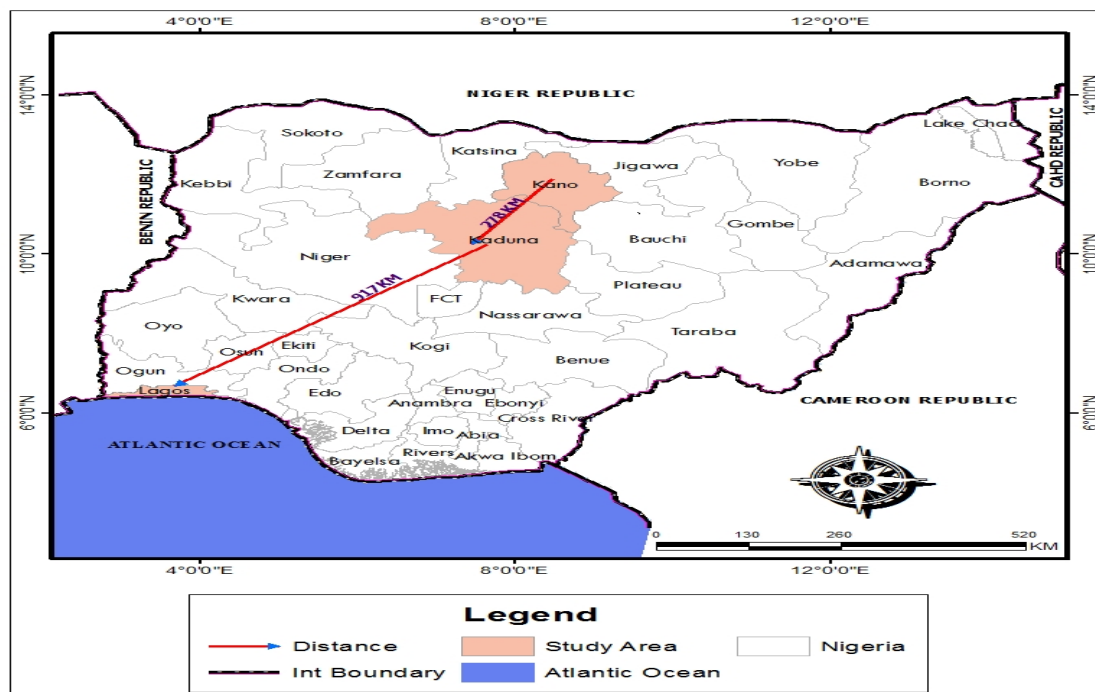 4°0'0"E 8°0'0"E 12°0'0"E
14°0'0"N
14°0'0"N
NIGER REPUBLIC
Sokoto
Katsina
Lake Chad
Zamfara
Jigawa
Yobe
CAHD REPUBLIC
BENIN REPUBLIC
Kebbi
Kano
Borno
278KM
Gombe
Kaduna
Bauchi
10°0'0"N
10°0'0"N
Niger
Adamawa
917KM
Plateau
Kwara
FCT
Nassarawa
Oyo
Taraba
Osun
Ekiti
Kogi
Benue
Ogun
Ondo
Lagos
Edo
Enugu
Anambra
Ebonyi
CAMEROON REPUBLIC
6°0'0"N
6°0'0"N
Cross River
ATLANTIC OCEAN
Delta
Imo
Abia
Bayelsa
Rivers
Akwa Ibom
0 130 260 520
KM
4°0'0"E 8°0'0"E 12°0'0"E
Legend
Distance
Study Area
Nigeria
Int Boundary
Atlantic Ocean